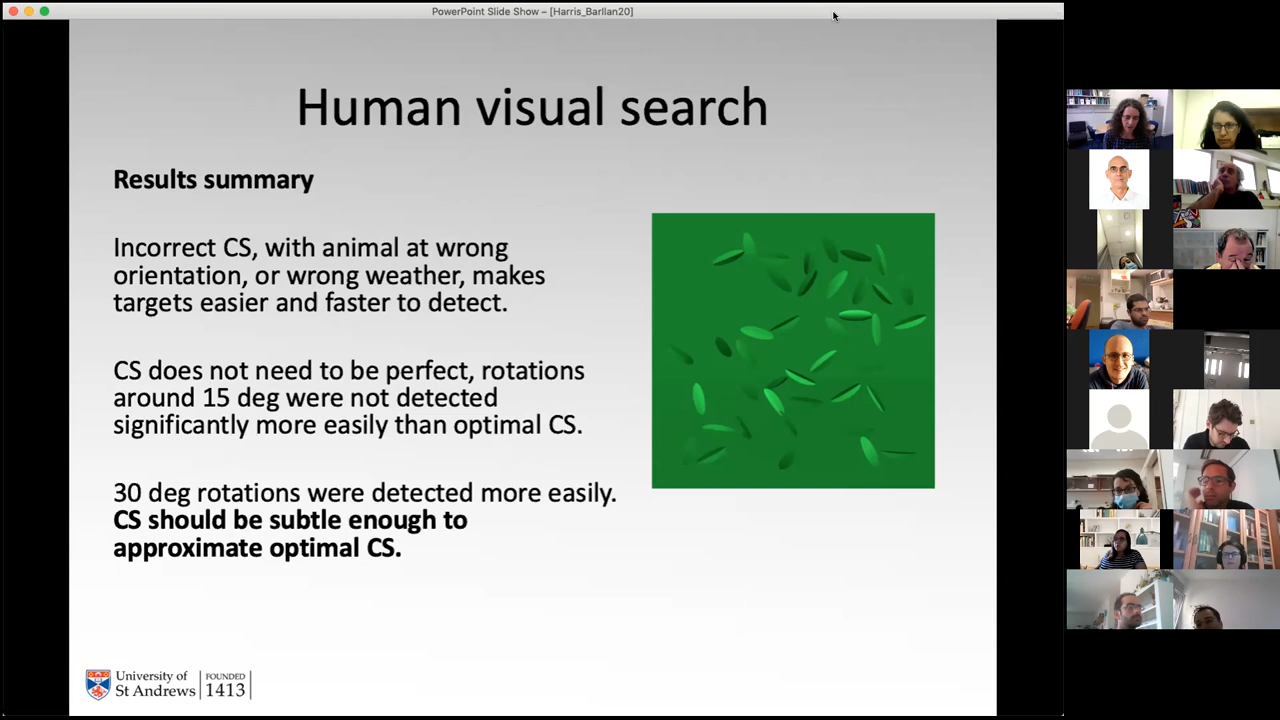 PowerPoint Slide Show – [Harris_BarIlan20]
Human visual search
Results summary
Incorrect CS, with animal at wrong
orientation, or wrong weather, makes
targets easier and faster to detect.
CS does not need to be perfect, rotations
around 15 deg were not detected
significantly more easily than optimal CS.
30 deg rotations were detected more easily.
CS should be subtle enough to
approximate optimal CS.
University of
St Andrews
FOUNDED
1413